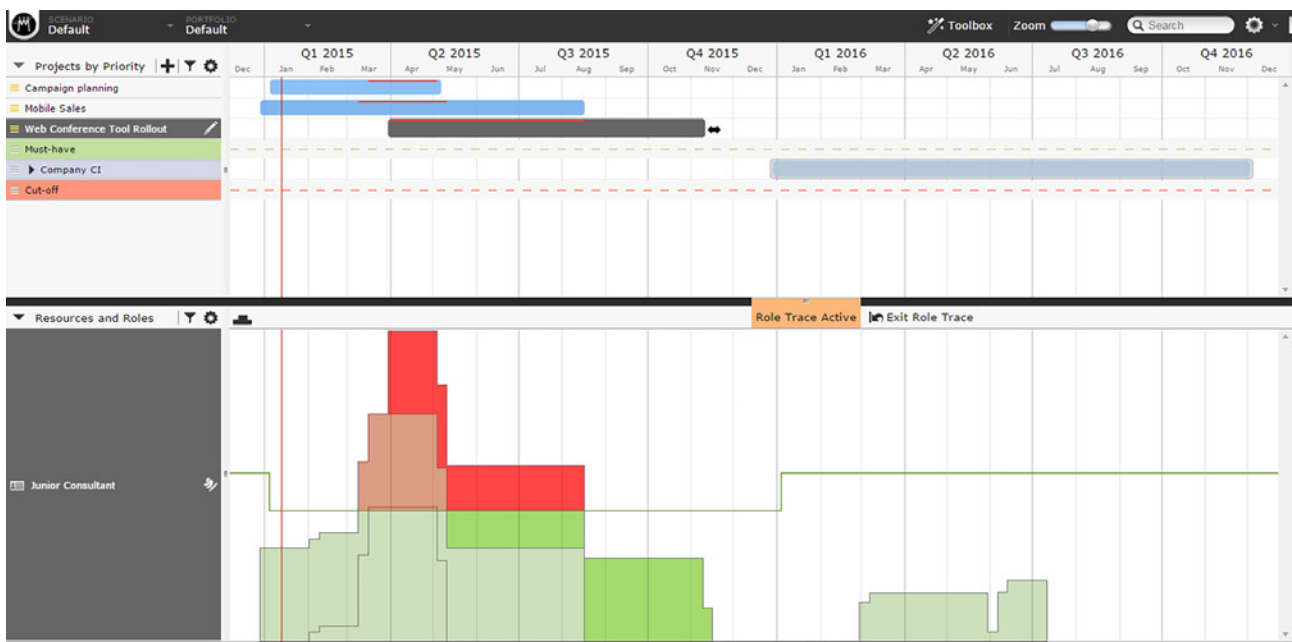 SCENARIO
Default
PORTFOLIO
Default
Toolbox
Zoom
Search
Projects by Priority
Q1 2015 Q2 2015 Q3 2015 Q4 2015 Q1 2016 Q2 2016 Q3 2016 Q4 2016
Dec Jan Feb Mar Apr May Jun Jul Aug Sep Oct Nov Dec Jan Feb Mar Apr May Jun Jul Aug Sep Oct Nov Dec
Campaign planning
Mobile Sales
Web Conference Tool Rollout
Must-have
Company CI
Cut-off
Resources and Roles
Role Trace Active
Exit Role Trace
Junior Consultant